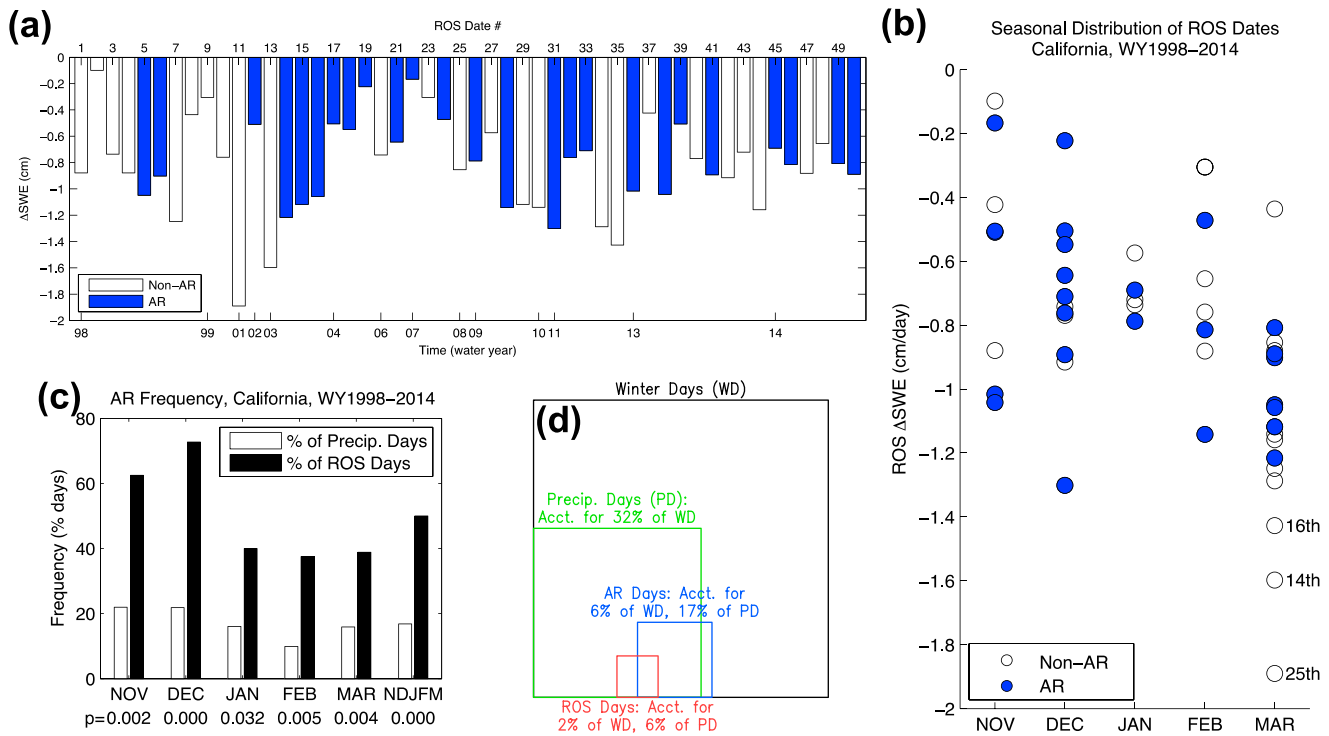 (a)
ROS Date #
1 3 5 7 9 11 13 15 17 19 21 23 25 27 29 31 33 35 37 39 41 43 45 47 49
0
−0.2
−0.4
−0.6
−0.8
−1
−1.2
−1.4
−1.6
−1.8
−2
ΔSWE (cm)
Non−AR
AR
98 99 01 02 03 04 06 07 08 09 10 11 13 14
Time (water year)
(b)
Seasonal Distribution of ROS Dates
California, WY1998−2014
0
−0.2
−0.4
−0.6
−0.8
−1
−1.2
−1.4
−1.6
−1.8
−2
ROS ΔSWE (cm/day)
16th
14th
25th
Non−AR
AR
NOV DEC JAN FEB MAR
(c)
AR Frequency, California, WY1998−2014
80
60
40
20
0
Frequency (% days)
% of Precip. Days
% of ROS Days
NOV DEC JAN FEB MAR NDJFM
p=0.002 0.000 0.032 0.005 0.004 0.000
(d)
Winter Days (WD)
Precip. Days (PD):
Acct. for 32% of WD
AR Days: Acct. for
6% of WD, 17% of PD
ROS Days: Acct. for
2% of WD, 6% of PD